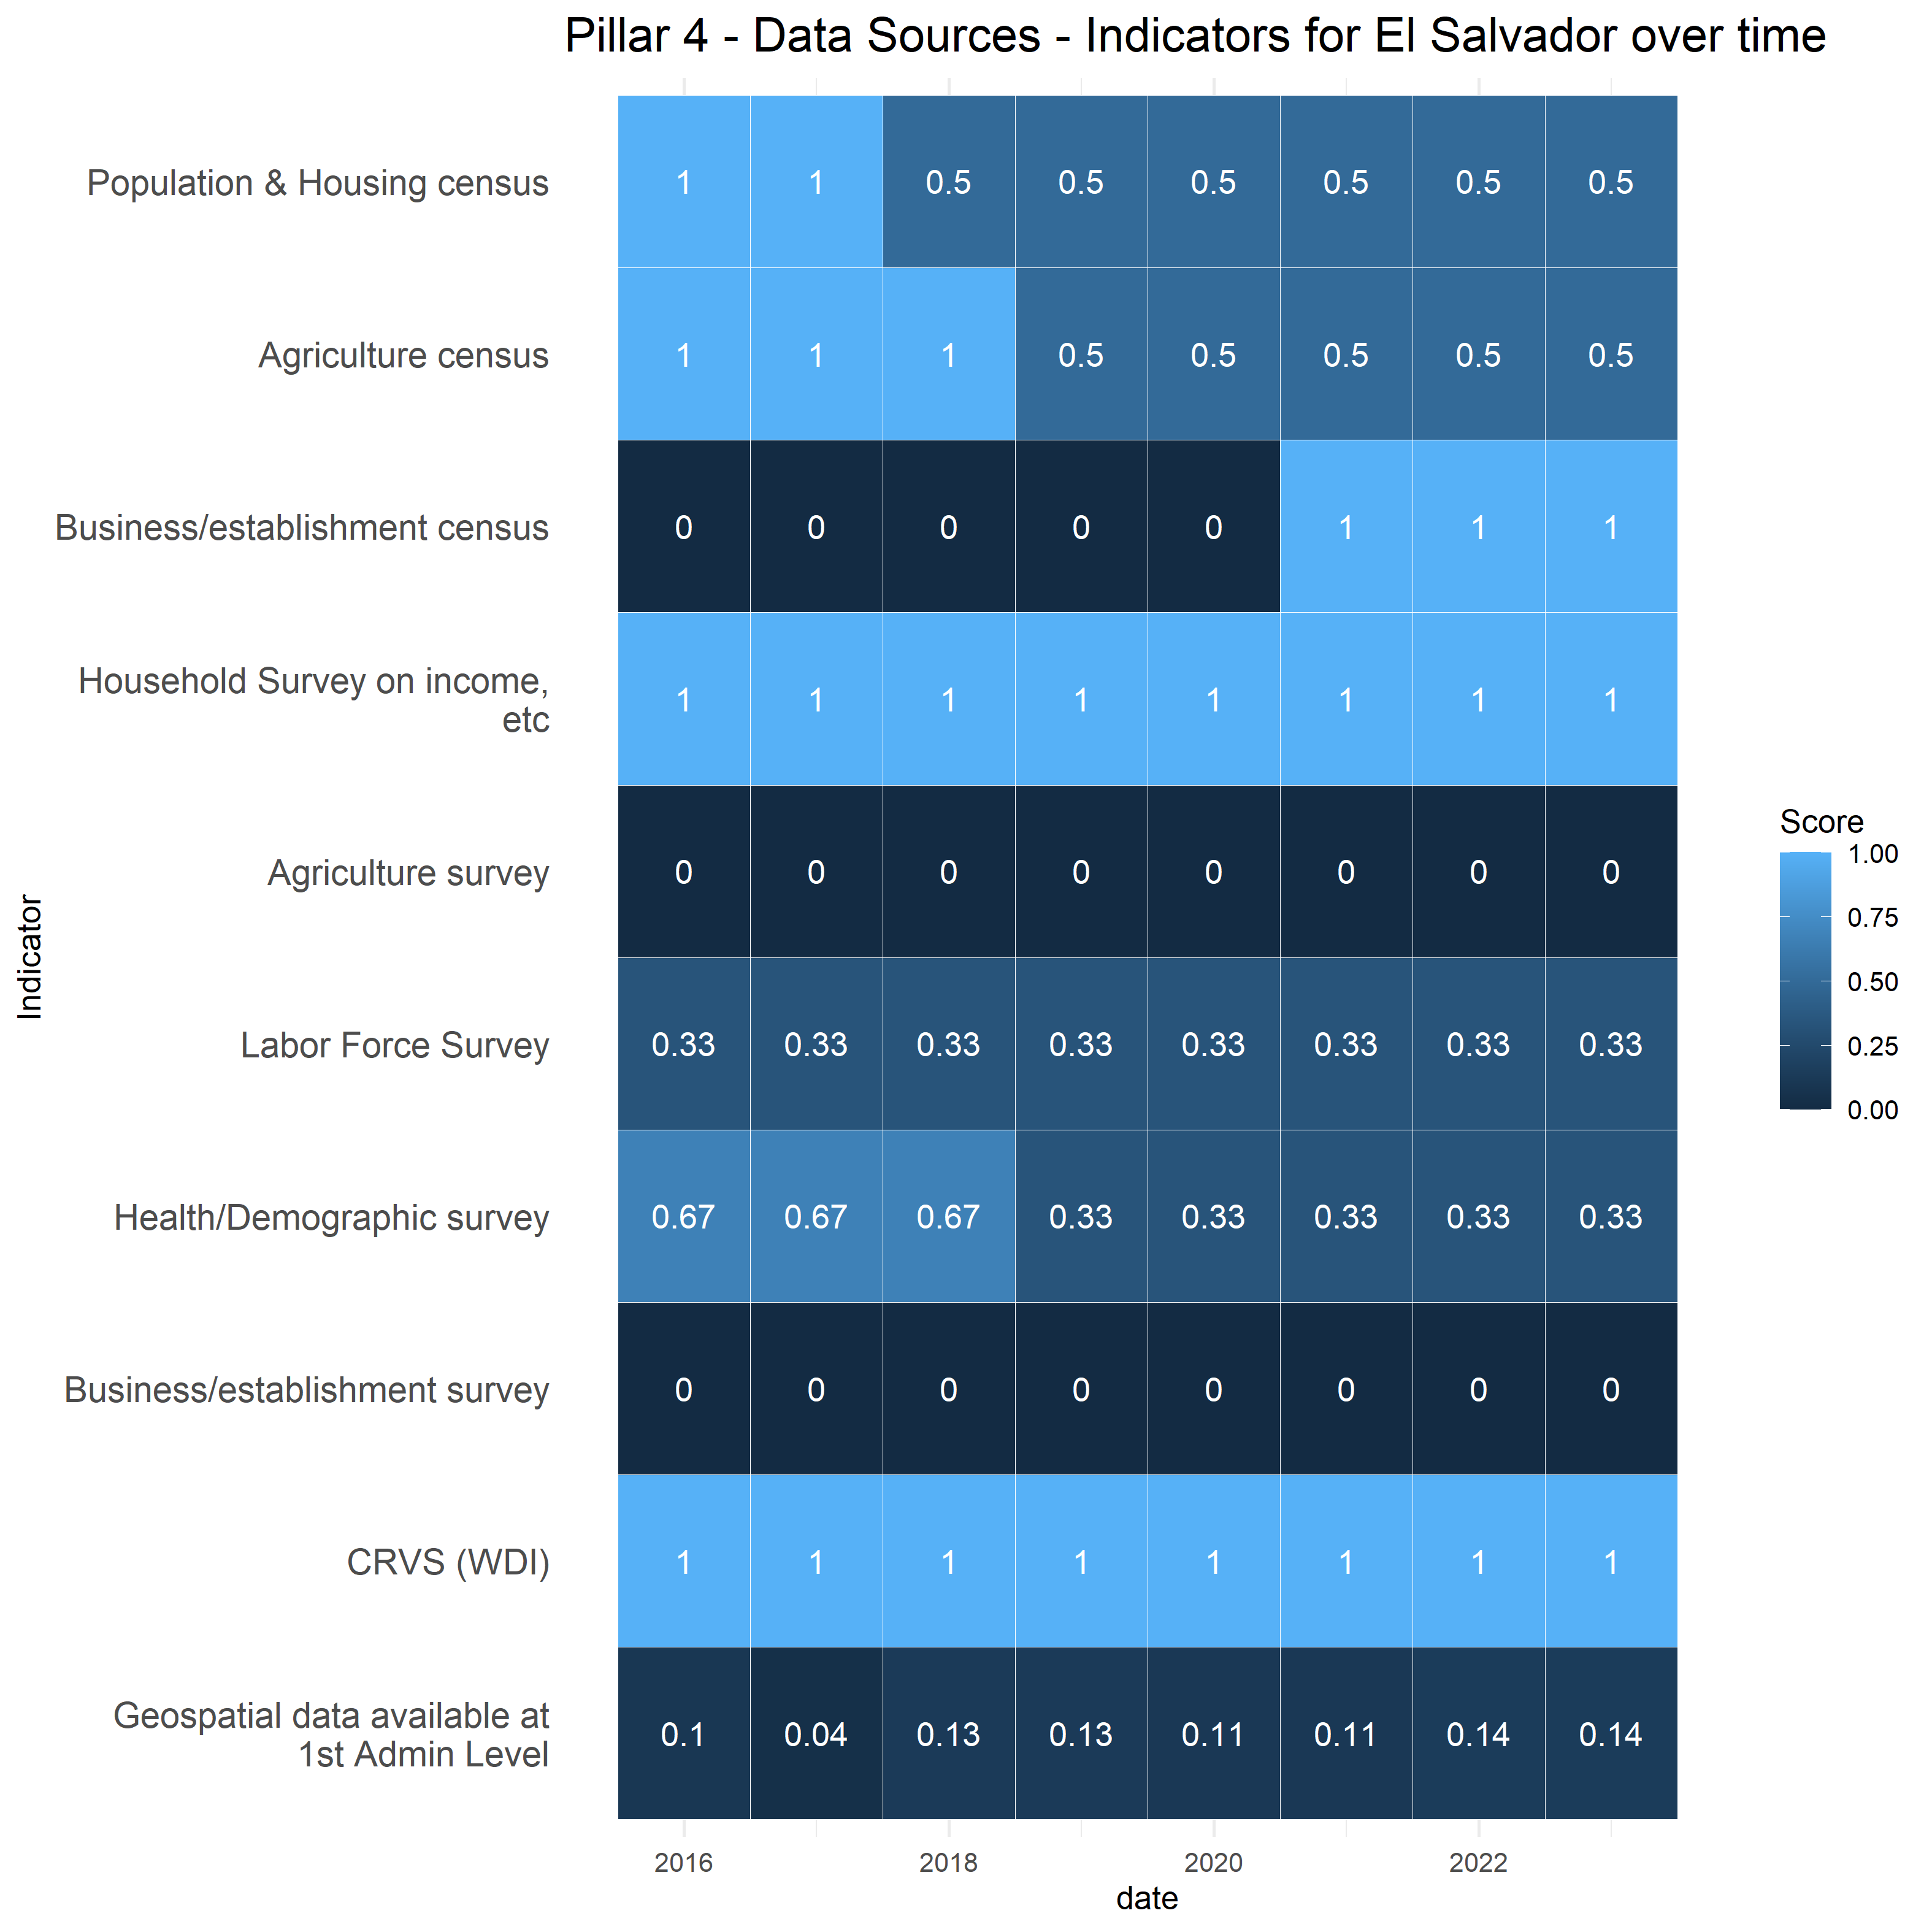 Pillar 4 - Data Sources - Indicators for El Salvador over time
Population & Housing census 1 1 0.5 0.5 0.5 0.5 0.5 0.5
Agriculture census 1 1 1 0.5 0.5 0.5 0.5 0.5
Business/establishment census 0 0 0 0 0 1 1 1
Household Survey on income,
etc
1 1 1 1 1 1 1 1
Agriculture survey 0 0 0 0 0 0 0 0
Labor Force Survey 0.33 0.33 0.33 0.33 0.33 0.33 0.33 0.33
Health/Demographic survey 0.67 0.67 0.67 0.33 0.33 0.33 0.33 0.33
Business/establishment survey 0 0 0 0 0 0 0 0
CRVS (WDI) 1 1 1 1 1 1 1 1
Geospatial data available at
1st Admin Level
0.1 0.04 0.13 0.13 0.11 0.11 0.14 0.14
2016 2018 2020 2022
date
Indicator
Score
1.00
0.75
0.50
0.25
0.00